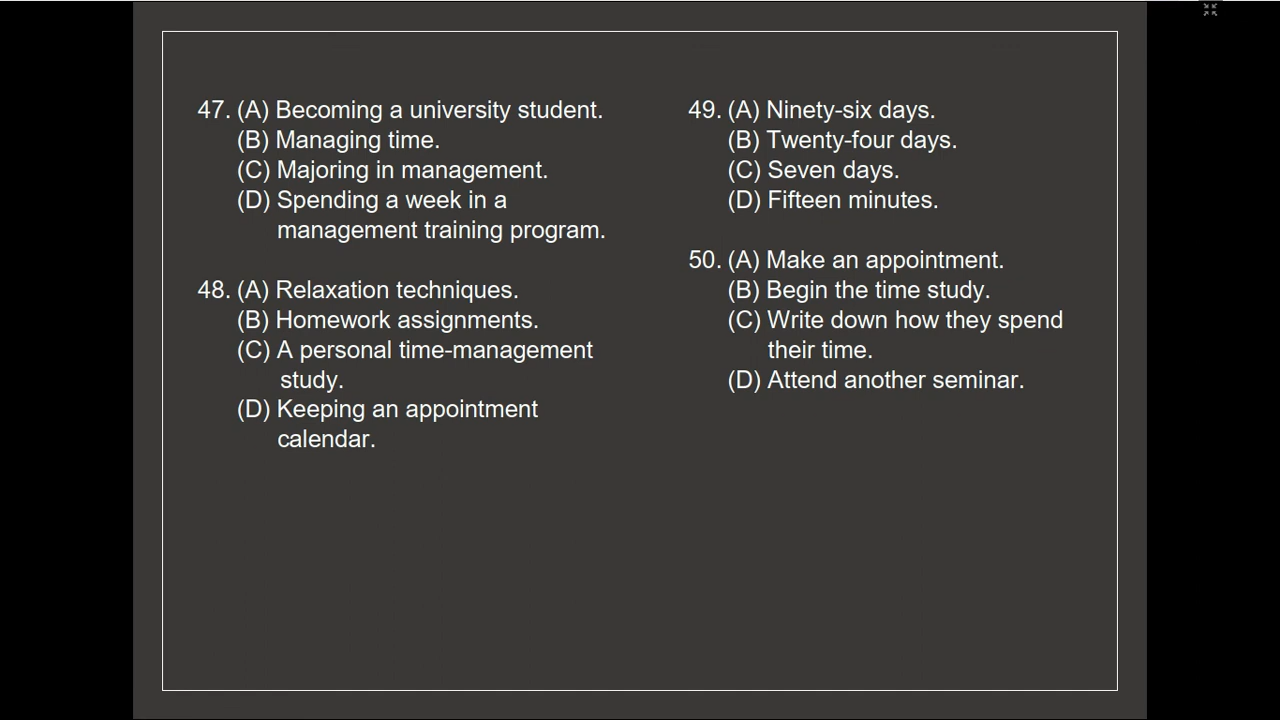 47. (A) Becoming a university student.
(B) Managing time.
(C) Majoring in management.
(D) Spending a week in a
management training program.
48. (A) Relaxation techniques.
(B) Homework assignments.
(C) A personal time-management
study.
(D) Keeping an appointment
calendar.
49. (A) Ninety-six days.
(B) Twenty-four days.
(C) Seven days.
(D) Fifteen minutes.
50. (A) Make an appointment.
(B) Begin the time study.
(C) Write down how they spend
their time.
(D) Attend another seminar.